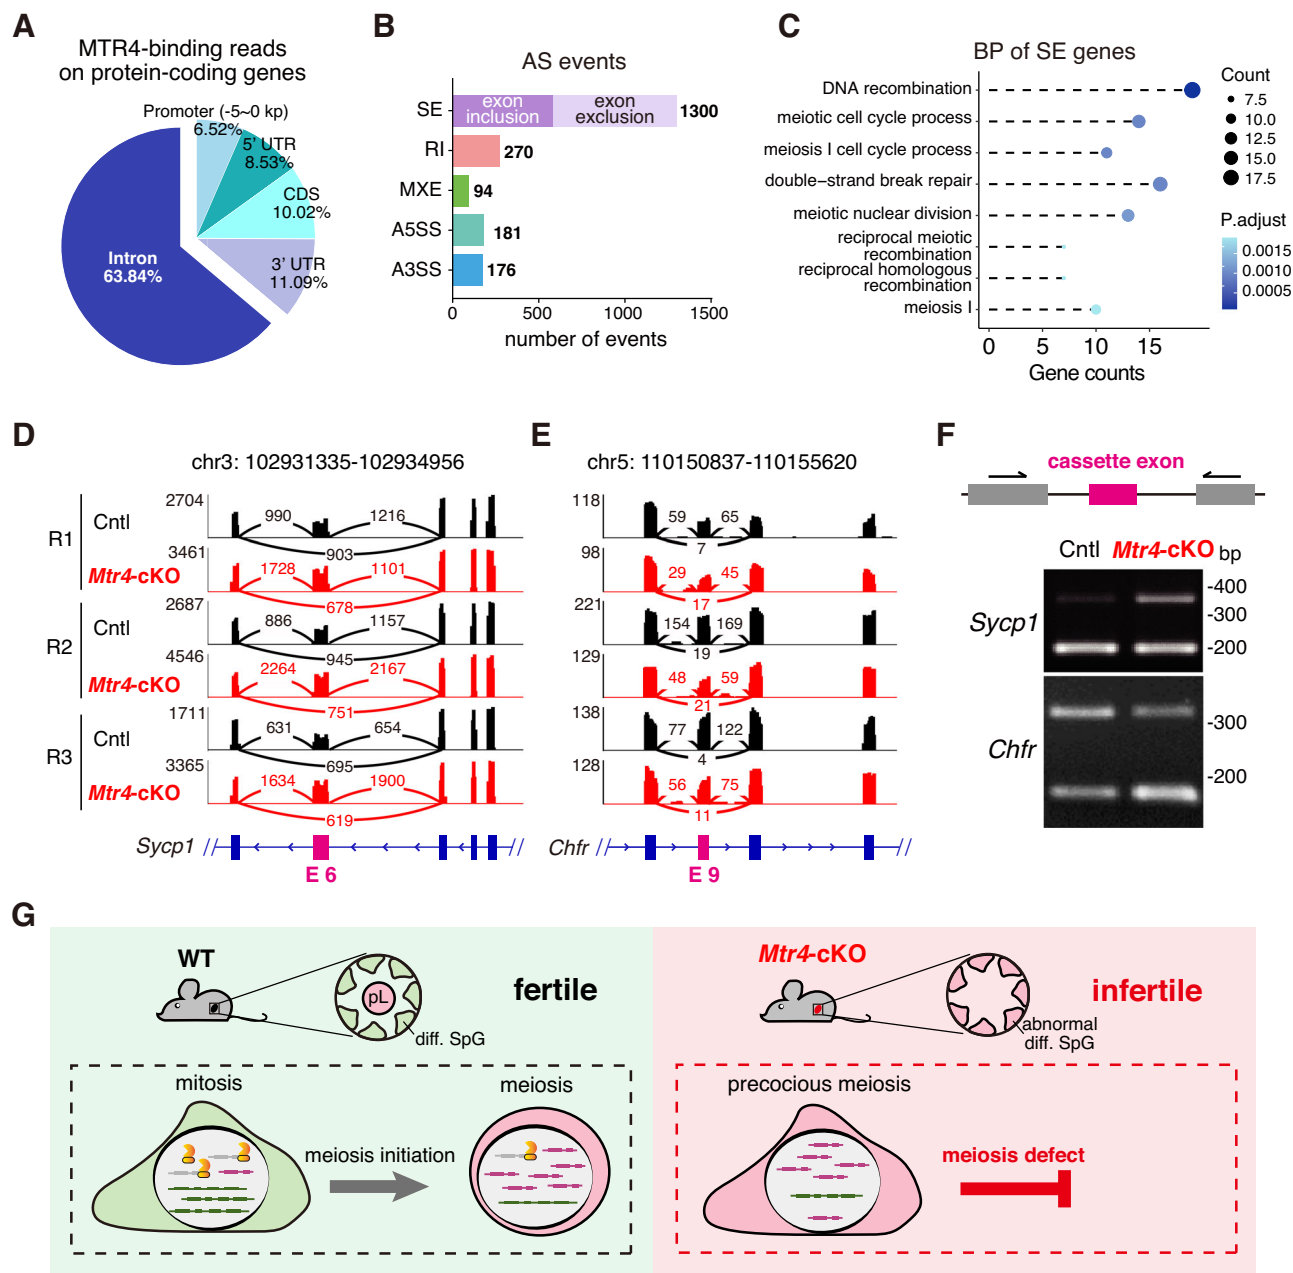 A
MTR4-binding reads
on protein-coding genes
Promoter (-5~0 kp)
6.52%
5' UTR
8.53%
CDS
10.02%
3' UTR
11.09%
Intron
63.84%
B
AS events
SE
exon
inclusion
exon
exclusion
1300
RI
270
MXE
94
A5SS
181
A3SS
176
0
500
1000
1500
number of events
C
BP of SE genes
DNA recombination
meiotic cell cycle process
meiosis I cell cycle process
double−strand break repair
meiotic nuclear division
reciprocal meiotic
recombination
reciprocal homologous
recombination
meiosis I
0
5
10
15
Gene counts
Count
7.5
10.0
12.5
15.0
17.5
P.adjust
0.0015
0.0010
0.0005
D
chr3: 102931335-102934956
R1
Cntl
2704
990
1216
903
Mtr4-cKO
3461
1728
1101
678
R2
Cntl
2687
886
1157
945
Mtr4-cKO
4546
2264
2167
751
R3
Cntl
1711
631
654
695
Mtr4-cKO
3365
1634
1900
619
Sycp1
E 6
E
chr5: 110150837-110155620
118
59
65
7
98
29
45
17
221
154
169
19
129
48
59
21
138
77
122
4
128
56
75
11
Chfr
E 9
F
cassette exon
Cntl
Mtr4-cKO
bp
Sycp1
-400
-300
-200
Chfr
-300
-200
G
WT
pL
diff. SpG
fertile
mitosis
meiosis initiation
meiosis
Mtr4-cKO
abnormal
diff. SpG
infertile
precocious meiosis
meiosis defect